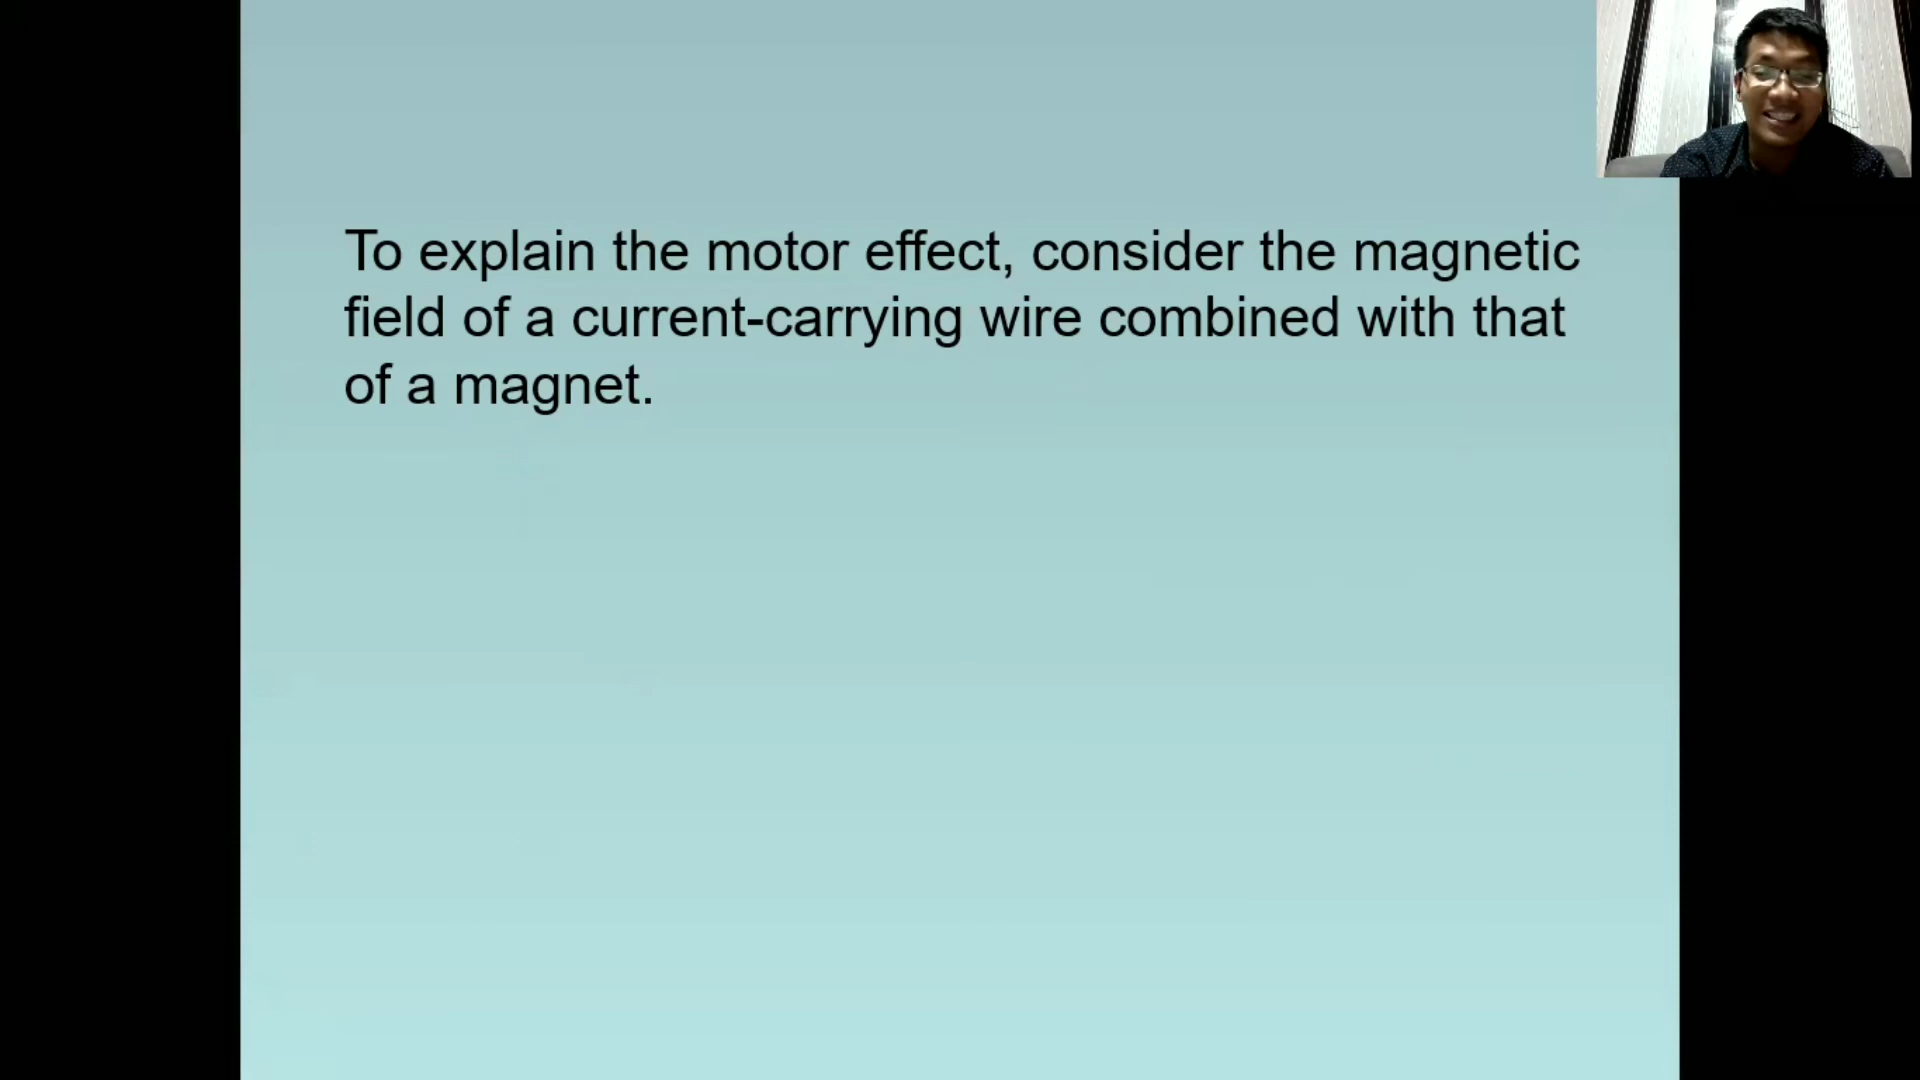 To explain the motor effect, consider the magnetic
field of a current-carrying wire combined with that
of a magnet.